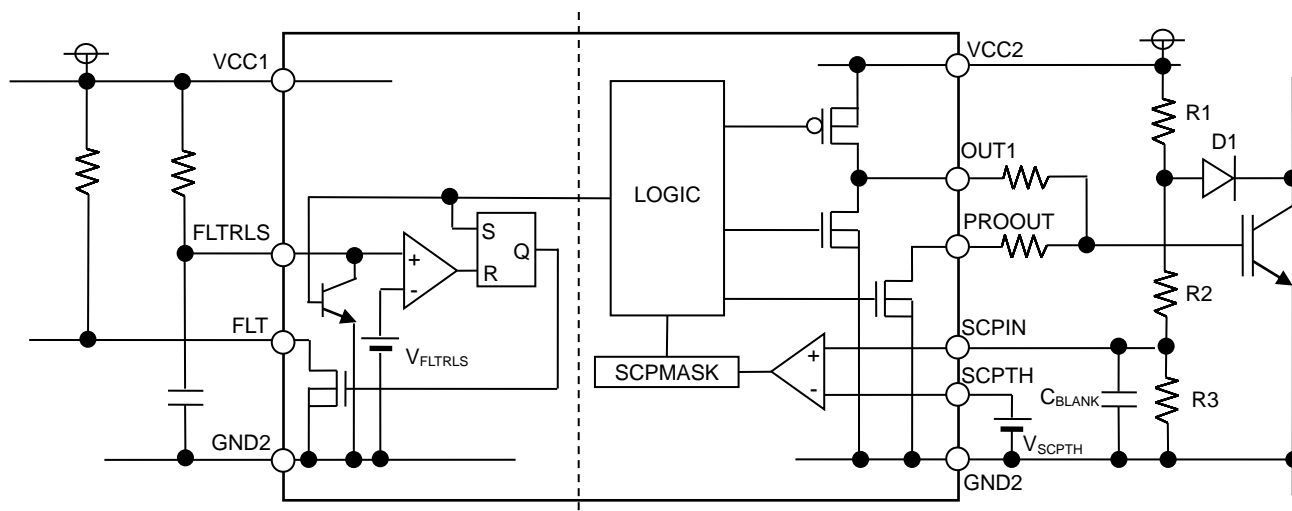 VCC1
VCC2
R1
D1
OUT1
LOGIC
PROOUT
FLTRLS
S
Q
R
+
-
R2
FLT
VFLTRLS
SCPIN
+
SCPMASK
SCPTH
-
CBLANK
R3
GND2
VSCPTH
GND2